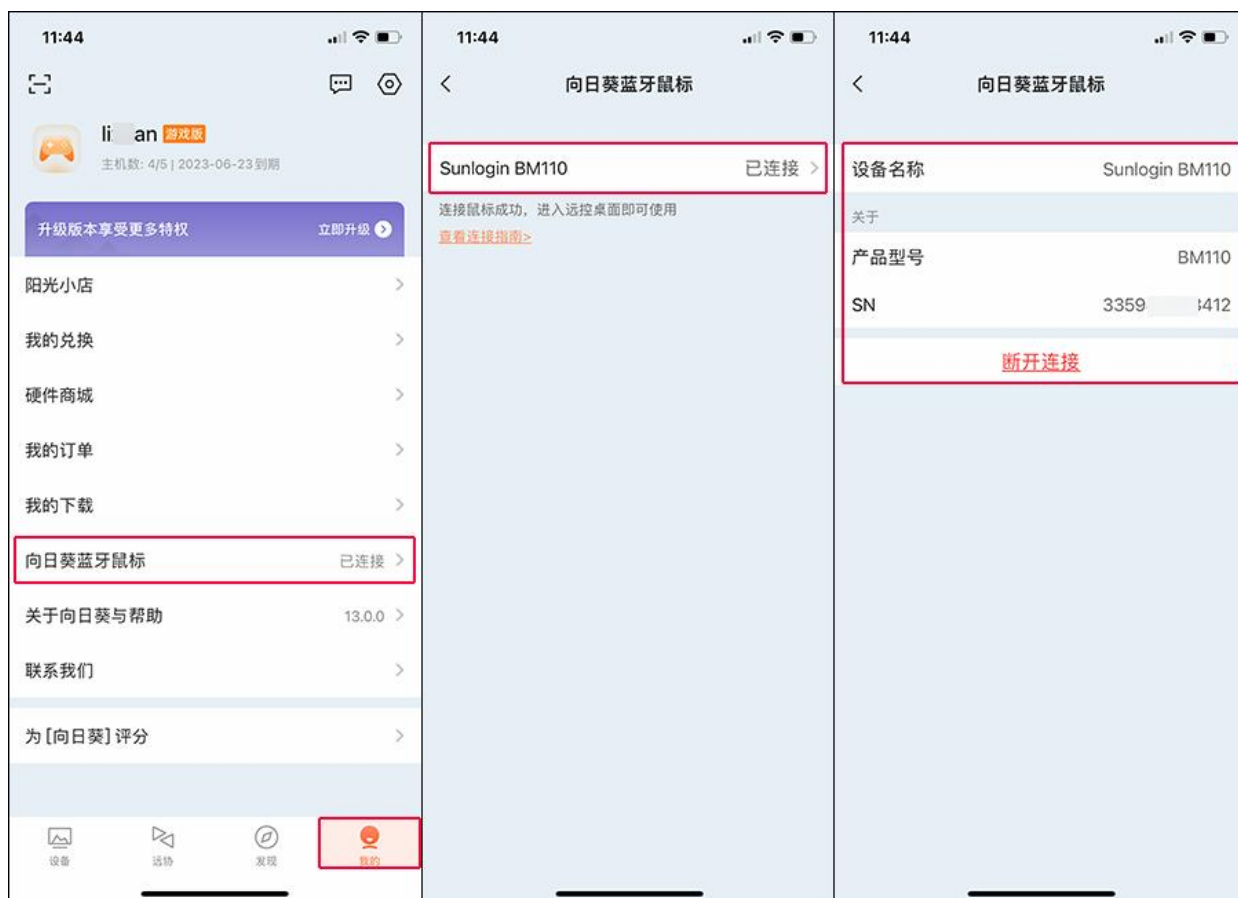 11:44
li an 游戏版
主机数: 4/5 | 2023-06-23到期
升级版本享受更多特权 立即升级
阳光小店
我的兑换
硬件商城
我的订单
我的下载
向日葵蓝牙鼠标 已连接
关于向日葵与帮助 13.0.0
联系我们
为[向日葵]评分
设备 远协 发现 我的
11:44
向日葵蓝牙鼠标
Sunlogin BM110 已连接
连接鼠标成功，进入远控桌面即可使用
查看连接指南>
11:44
向日葵蓝牙鼠标
设备名称 Sunlogin BM110
关于
产品型号 BM110
SN 3359 412
断开连接